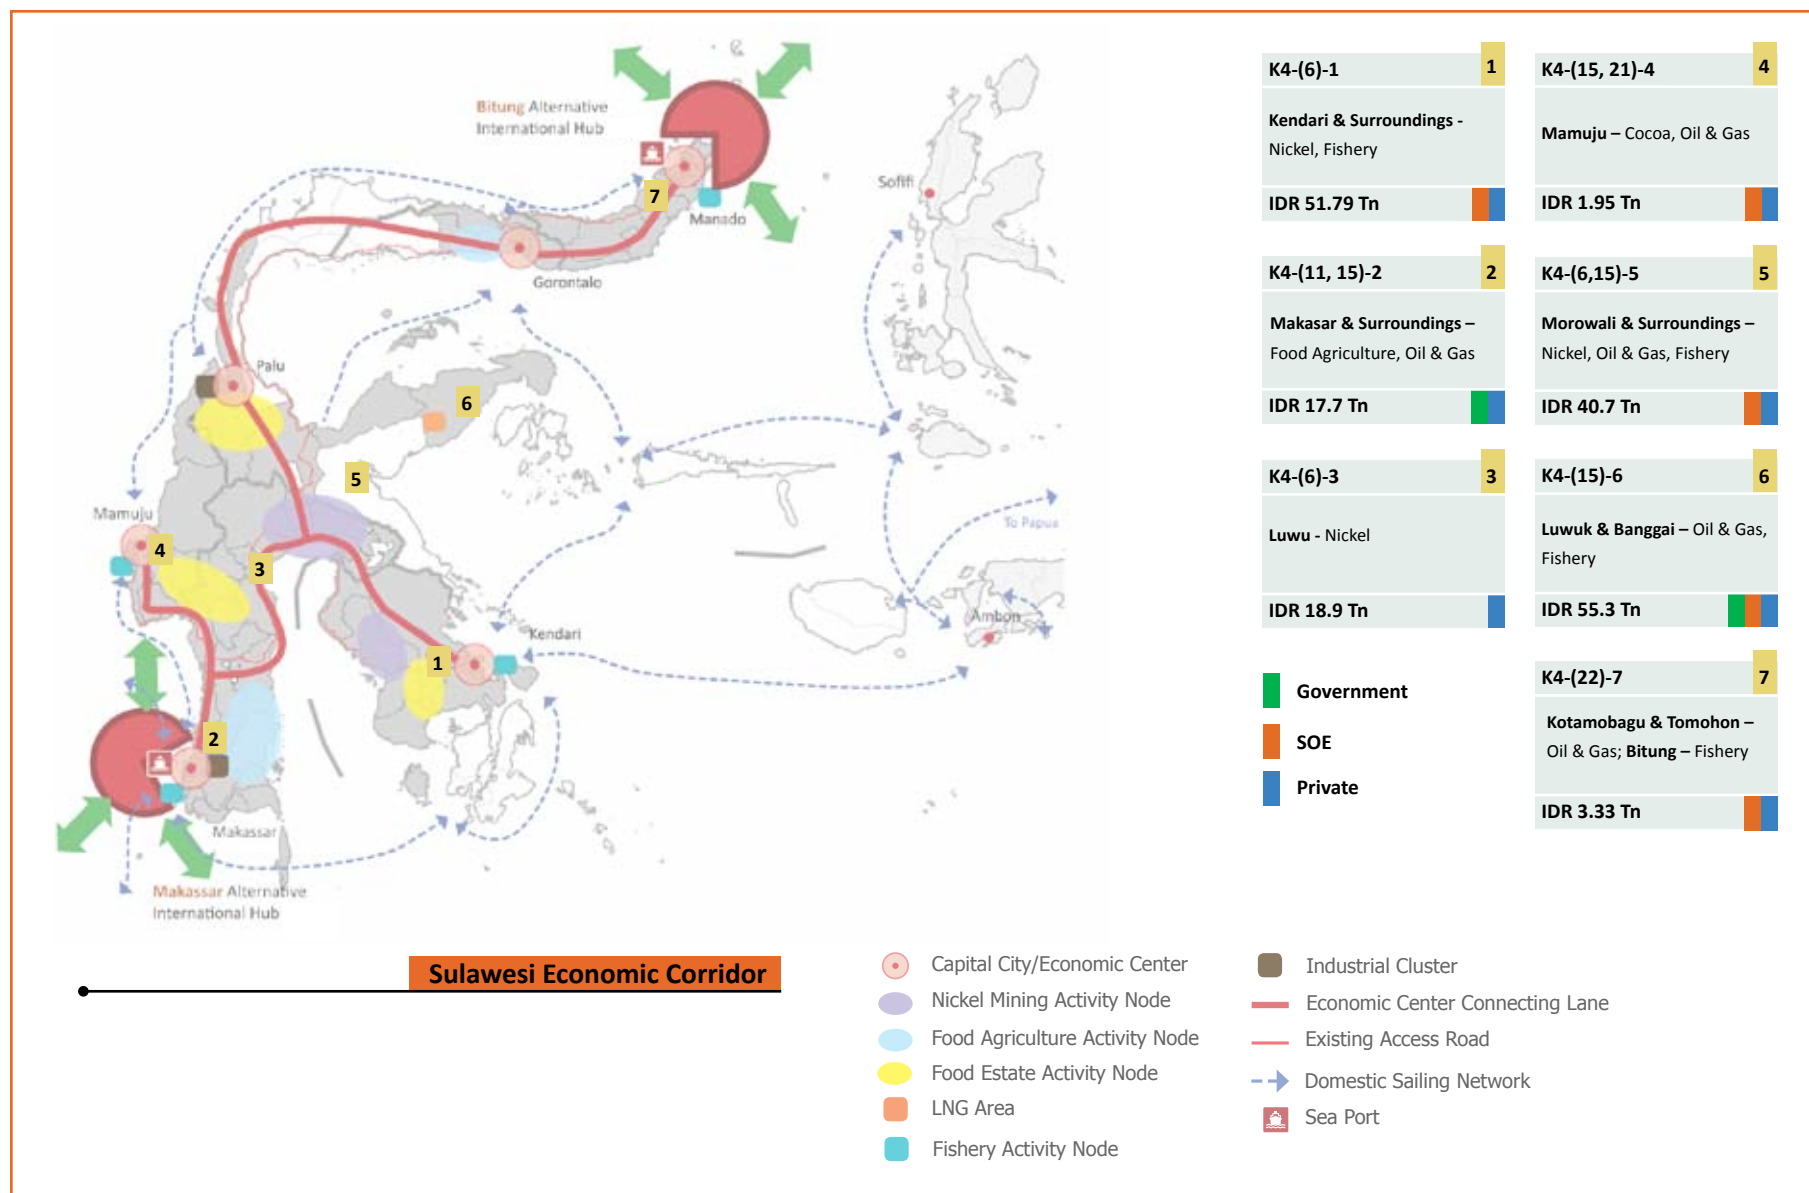 Bitung Alternative
International Hub
7
Manado
Gorontalo
Sofifi
Palu
6
5
Mamuju
4
3
To Papua
Ambon
Kendari
1
2
Makassar
Makassar Alternative
International Hub
K4-(6)-1
1
Kendari & Surroundings -
Nickel, Fishery
IDR 51.79 Tn
K4-(15, 21)-4
4
Mamuju – Cocoa, Oil & Gas
IDR 1.95 Tn
K4-(11, 15)-2
2
Makasar & Surroundings –
Food Agriculture, Oil & Gas
IDR 17.7 Tn
K4-(6,15)-5
5
Morowali & Surroundings –
Nickel, Oil & Gas, Fishery
IDR 40.7 Tn
K4-(6)-3
3
Luwu - Nickel
IDR 18.9 Tn
K4-(15)-6
6
Luwuk & Banggai – Oil & Gas,
Fishery
IDR 55.3 Tn
K4-(22)-7
7
Kotamobagu & Tomohon –
Oil & Gas; Bitung – Fishery
IDR 3.33 Tn
Government
SOE
Private
Sulawesi Economic Corridor
Capital City/Economic Center
Nickel Mining Activity Node
Food Agriculture Activity Node
Food Estate Activity Node
LNG Area
Fishery Activity Node
Industrial Cluster
Economic Center Connecting Lane
Existing Access Road
Domestic Sailing Network
Sea Port